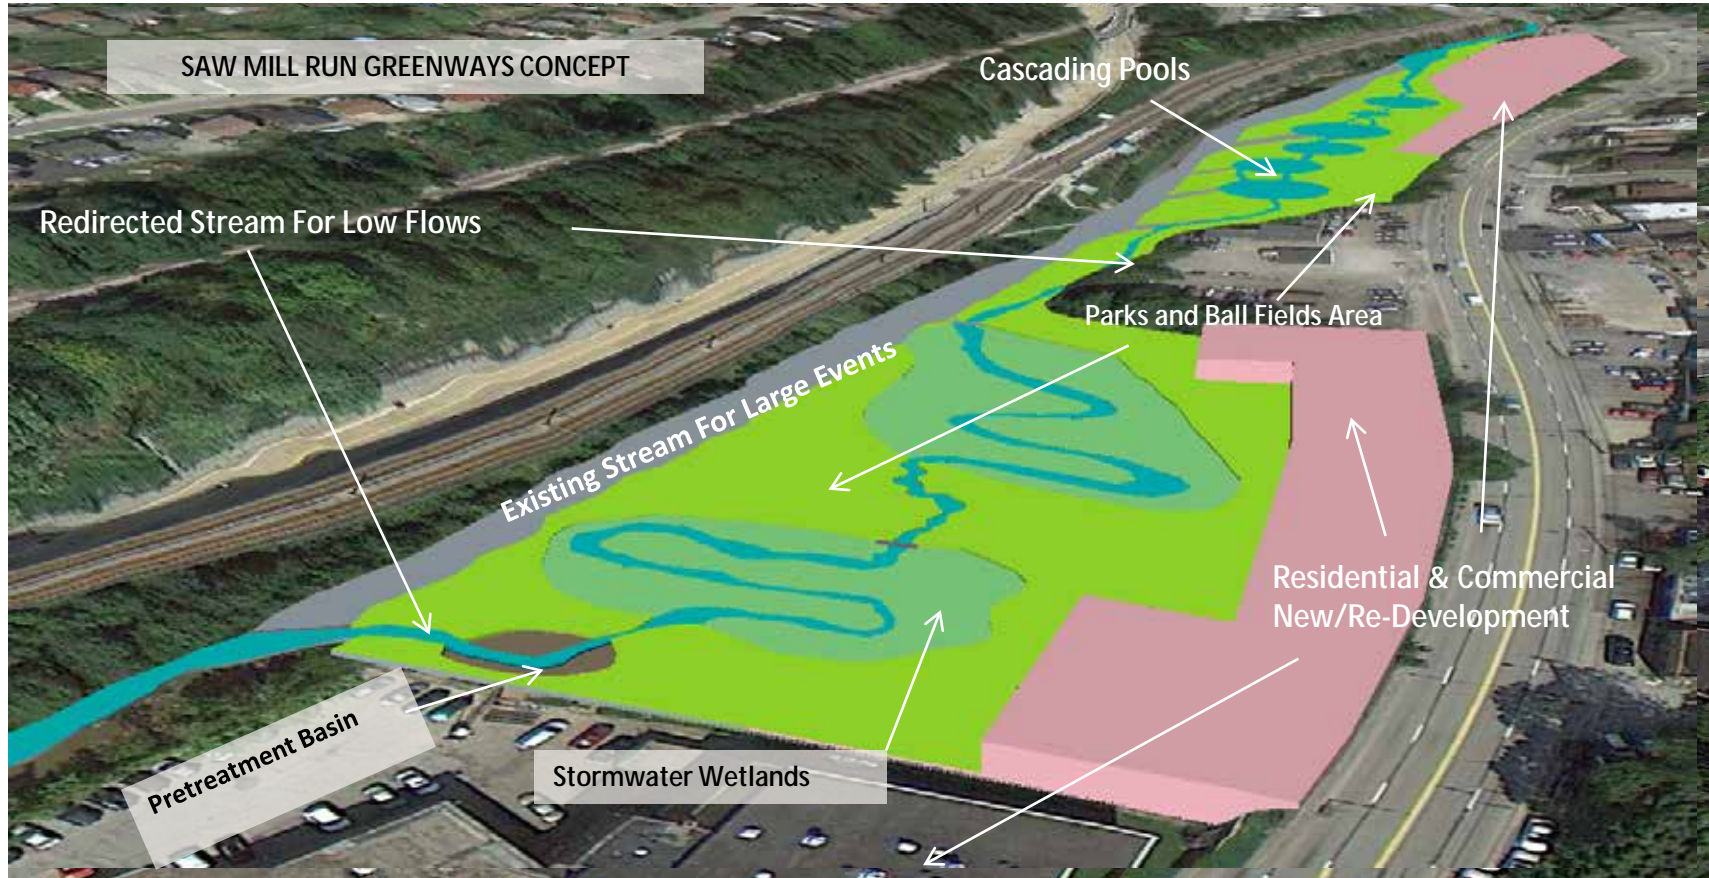 SAW MILL RUN GREENWAYS CONCEPT
Cascading Pools
Redirected Stream For Low Flows
Parks and Ball Fields Area
Existing Stream For Large Events
Residential & Commercial
New/Re-Development
Pretreatment Basin
Stormwater Wetlands